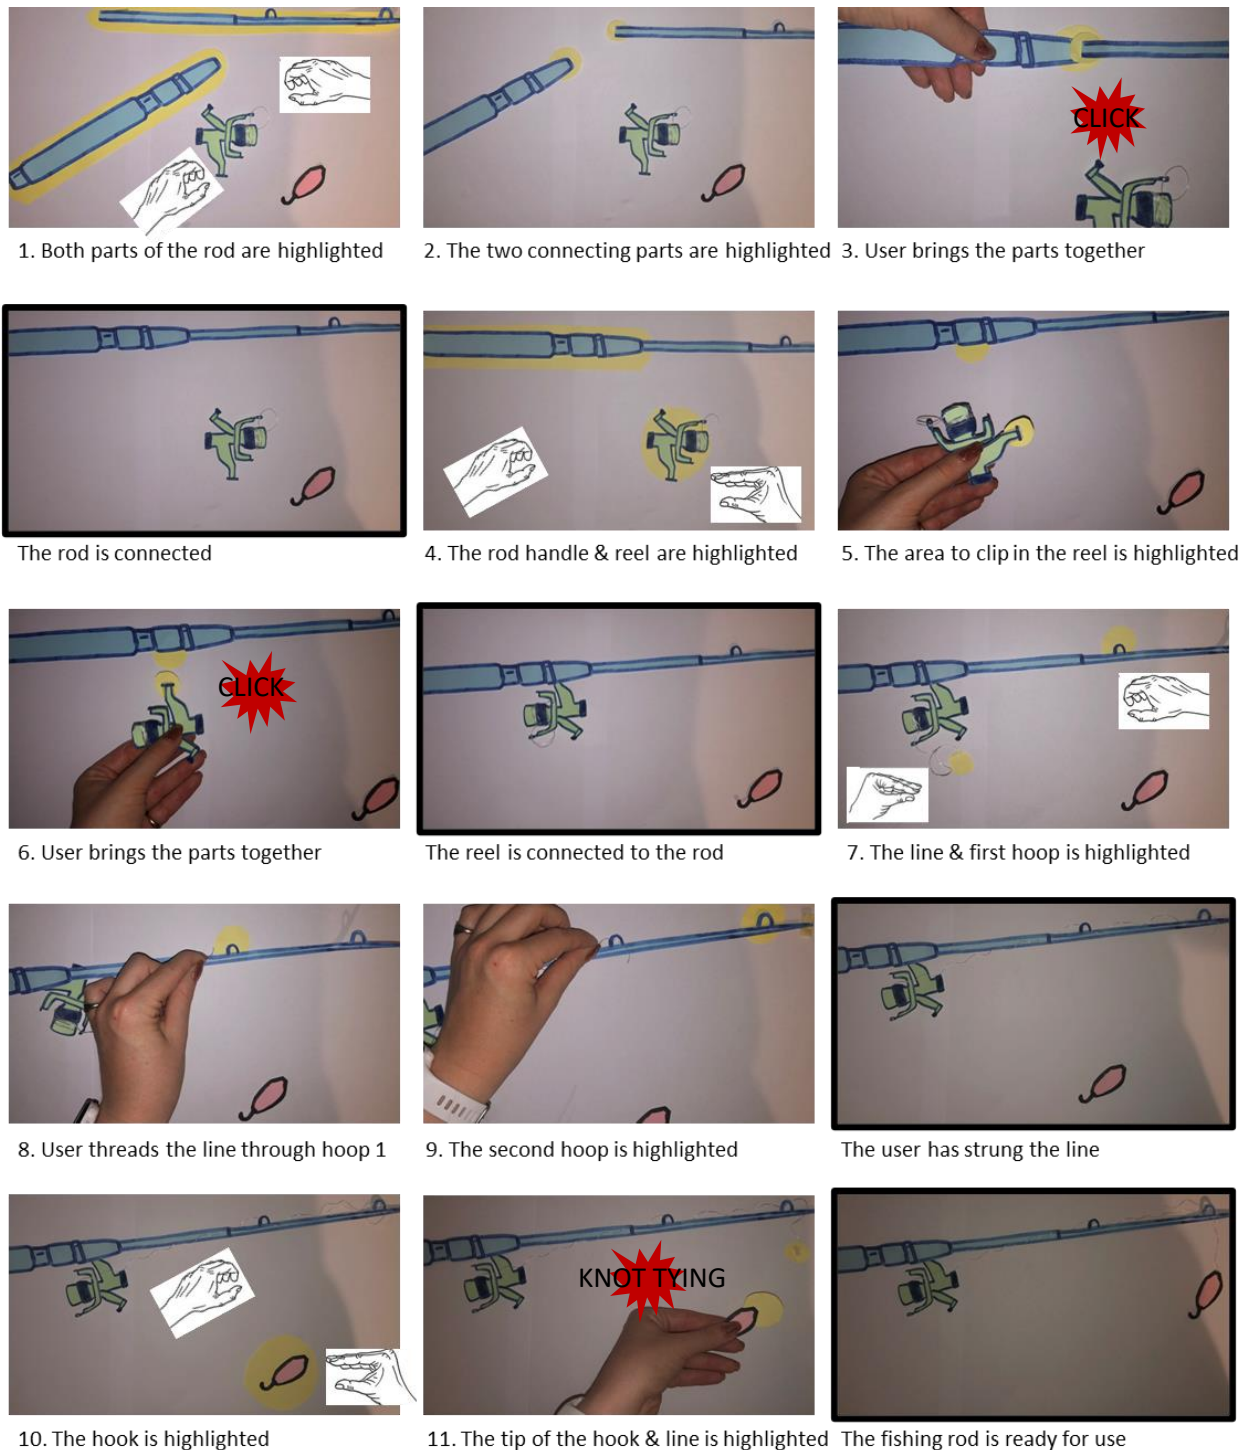 CLICK
1. Both parts of the rod are highlighted
2. The two connecting parts are highlighted
3. User brings the parts together
The rod is connected
4. The rod handle & reel are highlighted
5. The area to clip in the reel is highlighted
CLICK
6. User brings the parts together
The reel is connected to the rod
7. The line & first hoop is highlighted
8. User threads the line through hoop 1
9. The second hoop is highlighted
The user has strung the line
KNOT TYING
10. The hook is highlighted
11. The tip of the hook & line is highlighted
The fishing rod is ready for use